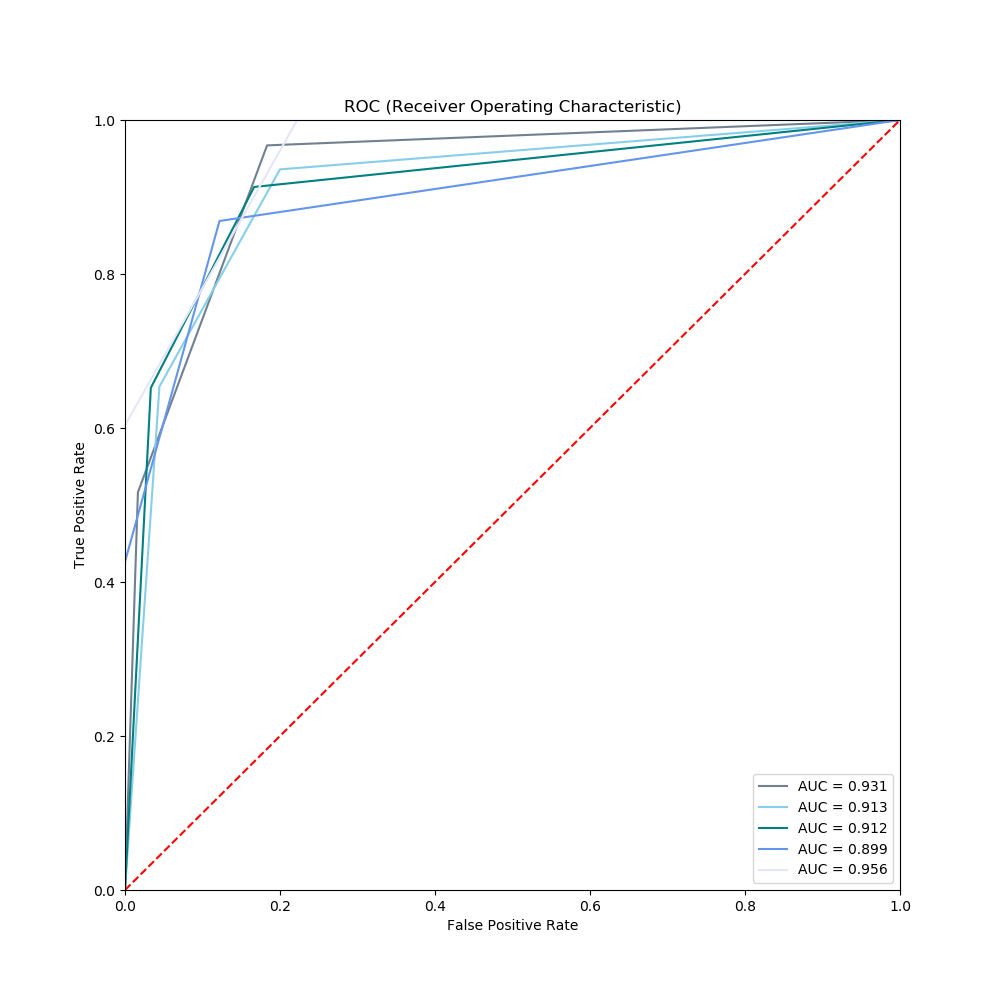 ROC (Receiver Operating Characteristic)
1.0
0.8
0.6
0.4
0.2
0.0
True Positive Rate
0.0 0.2 0.4 0.6 0.8 1.0
False Positive Rate
AUC = 0.931
AUC = 0.913
AUC = 0.912
AUC = 0.899
AUC = 0.956